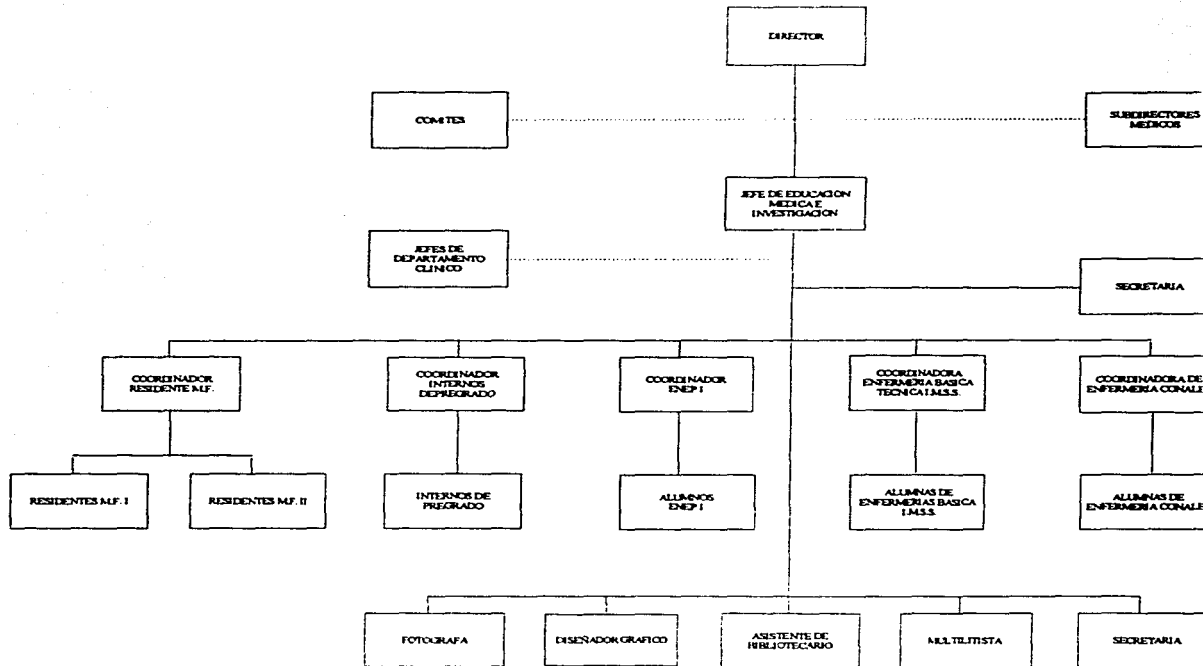 DIRECTOR
COMITES
SUBDIRECTORES
MEDICOS
JEFE DE EDUCACION
MEDICA E
INVESTIGACION
JEFES DE
DEPARTAMENTO
CLINICO
SECRETARIA
COORDINADOR
RESIDENTE M.F.
COORDINADOR
INTERNOS
DEPREGRADO
COORDINADOR
ENEP I
COORDINADORA
ENFERMERIA BASICA
TECNICA I.M.S.S.
COORDINADORA DE
ENFERMERIA CONALE
RESIDENTES M.F. I
RESIDENTES M.F. II
INTERNOS DE
PREGRADO
ALUMNOS
ENEP I
ALUMNAS DE
ENFERMERIAS BASICA
I.M.S.S.
ALUMNAS DE
ENFERMERIA CONALE
FOTOGRAFA
DISEÑADOR GRAFICO
ASISTENTE DE
BIBLIOTECARIO
MULTILITISTA
SECRETARIA